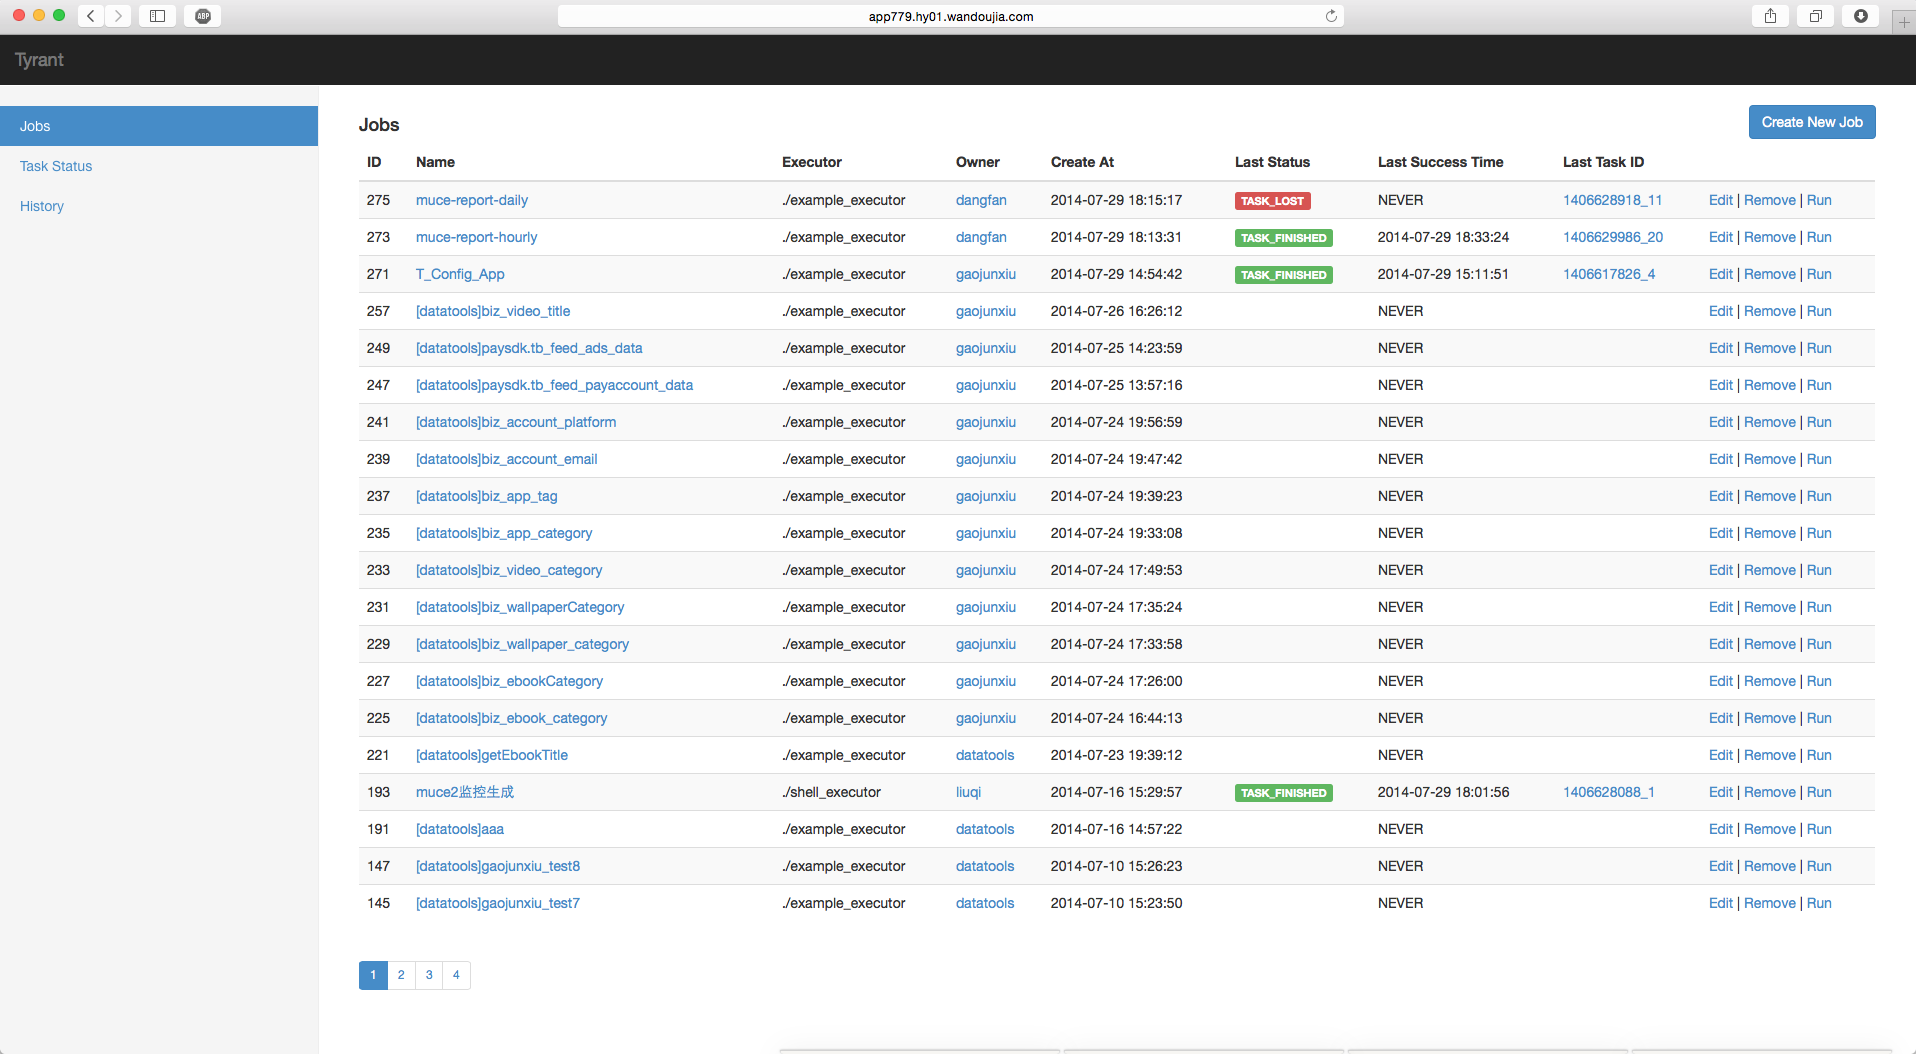 app779.hy01.wandoujia.com
ABP
Tyrant
Jobs
Task Status
History
Jobs
Create New Job
ID Name Executor Owner Create At Last Status Last Success Time Last Task ID
275 muce-report-daily ./example_executor dangfan 2014-07-29 18:15:17 TASK_LOST NEVER 1406628918_11 Edit | Remove | Run
273 muce-report-hourly ./example_executor dangfan 2014-07-29 18:13:31 TASK_FINISHED 2014-07-29 18:33:24 1406629986_20 Edit | Remove | Run
271 T_Config_App ./example_executor gaojunxiu 2014-07-29 14:54:42 TASK_FINISHED 2014-07-29 15:11:51 1406617826_4 Edit | Remove | Run
257 [datatools]biz_video_title ./example_executor gaojunxiu 2014-07-26 16:26:12 NEVER Edit | Remove | Run
249 [datatools]paysdk.tb_feed_ads_data ./example_executor gaojunxiu 2014-07-25 14:23:59 NEVER Edit | Remove | Run
247 [datatools]paysdk.tb_feed_payaccount_data ./example_executor gaojunxiu 2014-07-25 13:57:16 NEVER Edit | Remove | Run
241 [datatools]biz_account_platform ./example_executor gaojunxiu 2014-07-24 19:56:59 NEVER Edit | Remove | Run
239 [datatools]biz_account_email ./example_executor gaojunxiu 2014-07-24 19:47:42 NEVER Edit | Remove | Run
237 [datatools]biz_app_tag ./example_executor gaojunxiu 2014-07-24 19:39:23 NEVER Edit | Remove | Run
235 [datatools]biz_app_category ./example_executor gaojunxiu 2014-07-24 19:33:08 NEVER Edit | Remove | Run
233 [datatools]biz_video_category ./example_executor gaojunxiu 2014-07-24 17:49:53 NEVER Edit | Remove | Run
231 [datatools]biz_wallpaperCategory ./example_executor gaojunxiu 2014-07-24 17:35:24 NEVER Edit | Remove | Run
229 [datatools]biz_wallpaper_category ./example_executor gaojunxiu 2014-07-24 17:33:58 NEVER Edit | Remove | Run
227 [datatools]biz_ebookCategory ./example_executor gaojunxiu 2014-07-24 17:26:00 NEVER Edit | Remove | Run
225 [datatools]biz_ebook_category ./example_executor gaojunxiu 2014-07-24 16:44:13 NEVER Edit | Remove | Run
221 [datatools]getEbookTitle ./example_executor datatools 2014-07-23 19:39:12 NEVER Edit | Remove | Run
193 muce2监控生成 ./shell_executor liuqi 2014-07-16 15:29:57 TASK_FINISHED 2014-07-29 18:01:56 1406628088_1 Edit | Remove | Run
191 [datatools]aaa ./example_executor datatools 2014-07-16 14:57:22 NEVER Edit | Remove | Run
147 [datatools]gaojunxiu_test8 ./example_executor datatools 2014-07-10 15:26:23 NEVER Edit | Remove | Run
145 [datatools]gaojunxiu_test7 ./example_executor datatools 2014-07-10 15:23:50 NEVER Edit | Remove | Run
1 2 3 4